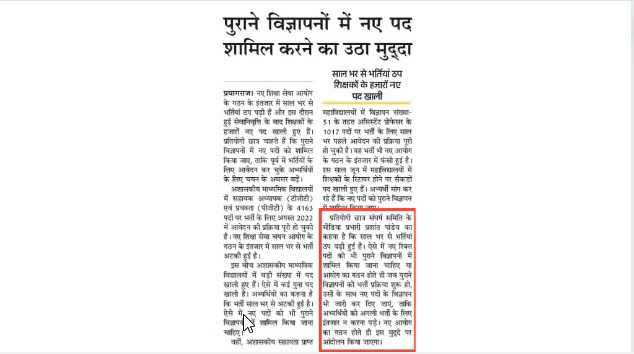 पुराने विज्ञापनों में नए पद
शामिल करने का उठा मुद्दा
साल भर से भर्तियां ठप
शिक्षकों के हजारों नए
पद खाली
प्रयागराज। नए शिक्षा सेवा आयोग
के गठन के इंतजार में साल भर से
भर्तियां ठप पड़ी हैं और इस दौरान
हुई सेवानिवृत्ति के बाद शिक्षकों के
हजारों नए पद खाली हुए हैं।
प्रतियोगी छात्र चाहते हैं कि पुराने
विज्ञापनों में नए पदों को शामिल
किया जाए, ताकि पूर्व में भर्तियों के
लिए आवेदन कर चुके अभ्यर्थियों
के लिए चयन के अवसर बढ़ें।
अशासकीय माध्यमिक विद्यालयों
में सहायक अध्यापक (टीजीटी)
एवं प्रवक्ता (पीजीटी) के 4163
पदों पर भर्ती के लिए अगस्त 2022
में आवेदन की प्रक्रिया पूरी हो चुकी
है। नए शिक्षा सेवा चयन आयोग के
गठन के इंतजार में साल भर से भर्ती
अटकी हुई है।
इस बीच अशासकीय माध्यमिक
विद्यालयों में बड़ी संख्या में पद
खाली हुए हैं। ऐसे में कई गुना पद
खाली है। अभ्यर्थियों का कहना है
कि भर्ती साल भर से अटकी हुई है।
ऐसे में नए पदों को भी पुराने
विज्ञापन में शामिल किया जाना
चाहिए।
वहीं, अशासकीय सहायता प्राप्त
महाविद्यालयों में विज्ञापन संख्या-
51 के तहत असिस्टेंट प्रोफेसर के
1017 पदों पर भर्ती के लिए साल
भर पहले आवेदन की प्रक्रिया पूरी
हो चुकी है। यह भर्ती भी नए आयोग
के गठन के इंतजार में फंसी हुई है।
इस साल जून में महाविद्यालयों में
शिक्षकों के रिटायर होने पर सैकड़ों
पद खाली हुए हैं। अभ्यर्थी मांग कर
रहे हैं कि नए पदों को पुराने विज्ञापन
में शामिल किया जाए।
प्रतियोगी छात्र संघर्ष समिति के
मीडिया प्रभारी प्रशांत पांडेय का
कहना है कि साल भर से भर्तियां
ठप पड़ी हुई हैं। ऐसे में नए रिक्त
पदों को भी पुराने विज्ञापनों में
शामिल किया जाना चाहिए या
आयोग का गठन होते ही जब पुराने
विज्ञापनों की भर्ती प्रक्रिया शुरू हो,
उसी के साथ नए पदों के विज्ञापन
भी जारी कर दिए जाएं, ताकि
अभ्यर्थियों को अगली भर्ती के लिए
इंतजार न करना पड़े। नए आयोग
का गठन होते ही इस मुद्दे पर
आंदोलन किया जाएगा।